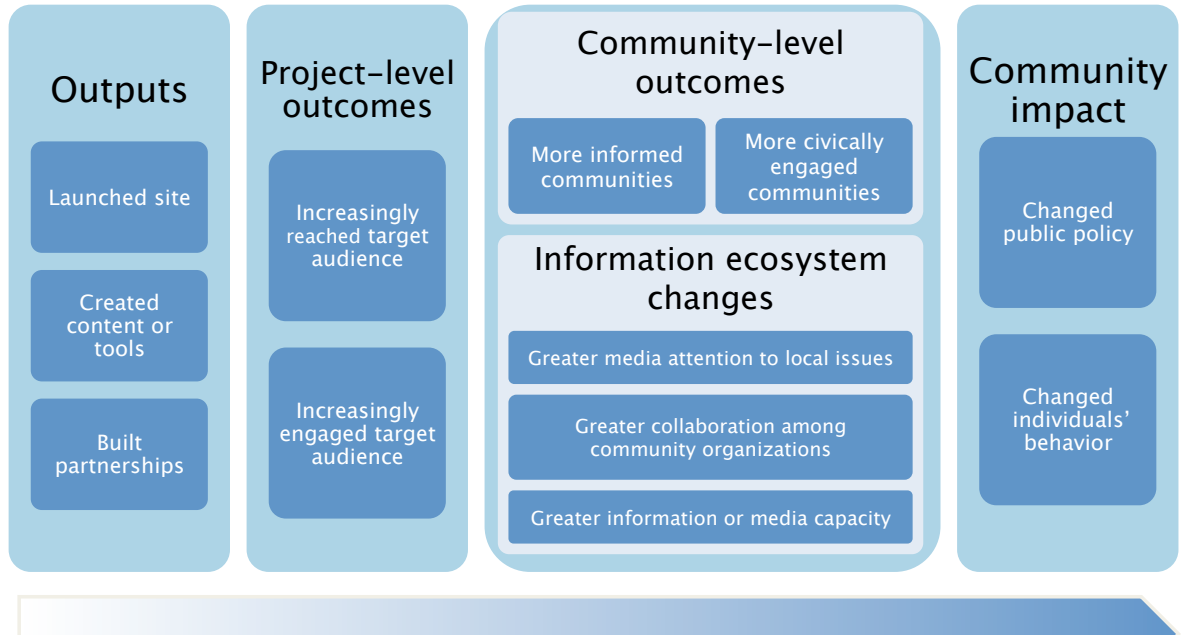 Outputs
Launched site
Created
content or
tools
Built
partnerships
Project-level
outcomes
Increasingly
reached target
audience
Increasingly
engaged target
audience
Community-level
outcomes
More informed
communities
More civically
engaged
communities
Information ecosystem
changes
Greater media attention to local issues
Greater collaboration among
community organizations
Greater information or media capacity
Community
impact
Changed
public policy
Changed
individuals’
behavior